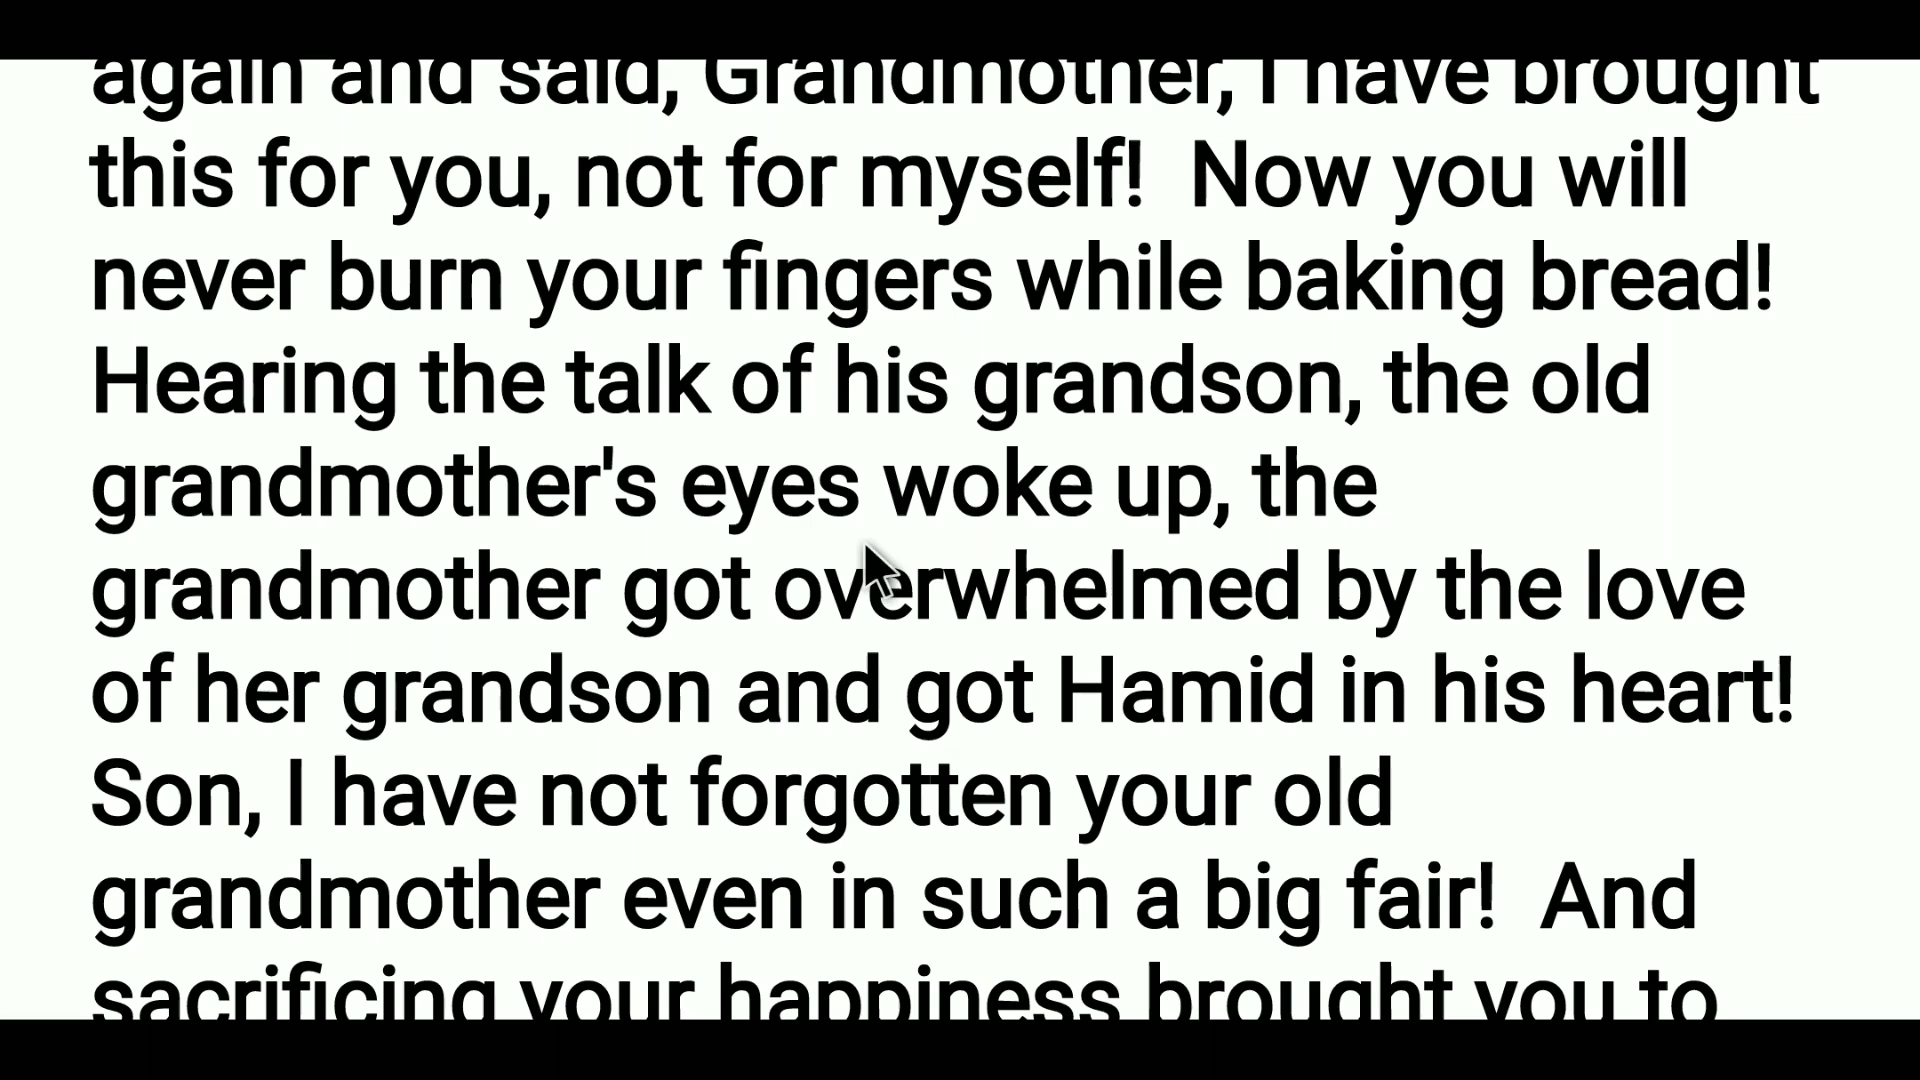 again and said, Grandmother, I have brought
this for you, not for myself!  Now you will
never burn your fingers while baking bread!
Hearing the talk of his grandson, the old
grandmother's eyes woke up, the
grandmother got overwhelmed by the love
of her grandson and got Hamid in his heart!
Son, I have not forgotten your old
grandmother even in such a big fair!  And
sacrificing your happiness brought you to